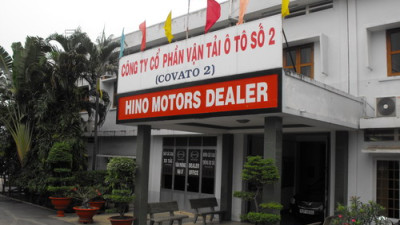 CÔNG TY CỔ PHẦN VẬN TẢI Ô TÔ SỐ 2
(COVATO 2)
HINO MOTORS DEALER